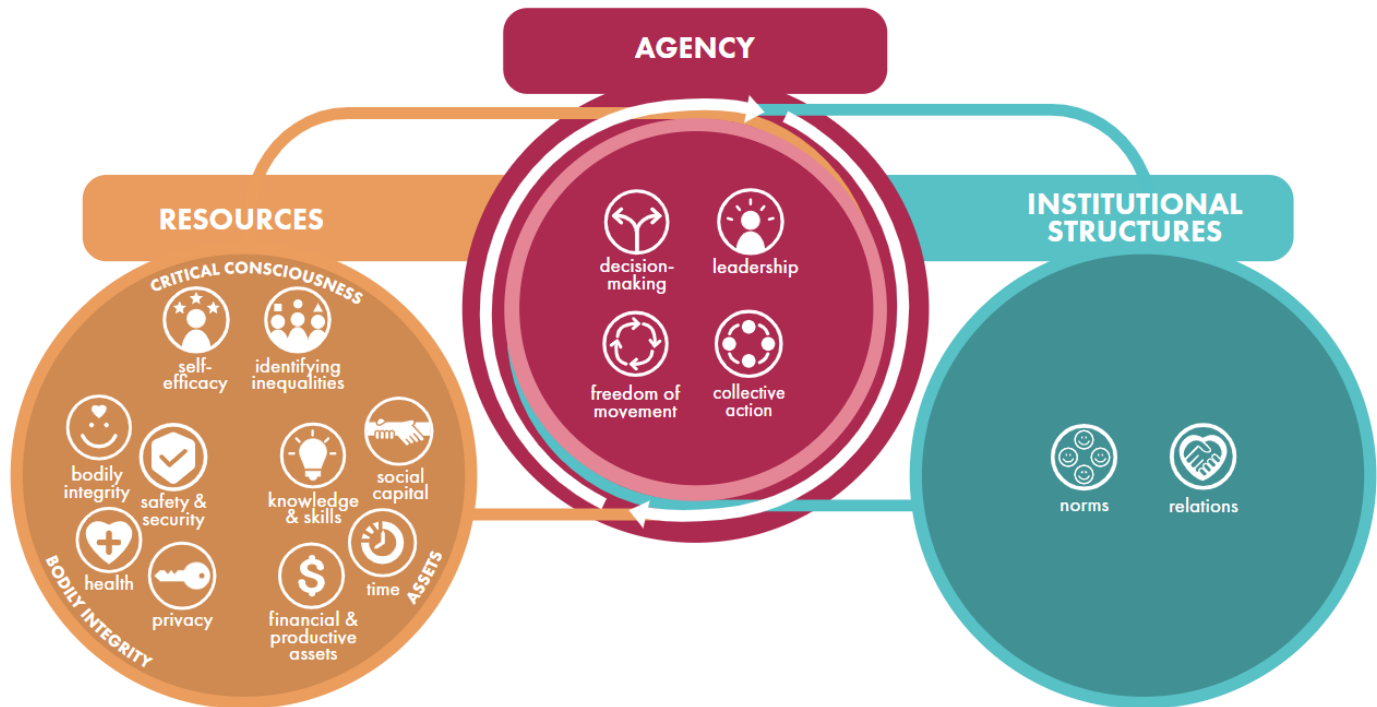 AGENCY
RESOURCES
INSTITUTIONAL
STRUCTURES
decision-
making
leadership
freedom of
movement
collective
action
CRITICAL CONSCIOUSNESS
self-
efficacy
identifying
inequalities
bodily
integrity
safety &
security
knowledge
& skills
social
capital
health
privacy
financial &
productive
assets
time
BODILY INTEGRITY
ASSETS
norms
relations